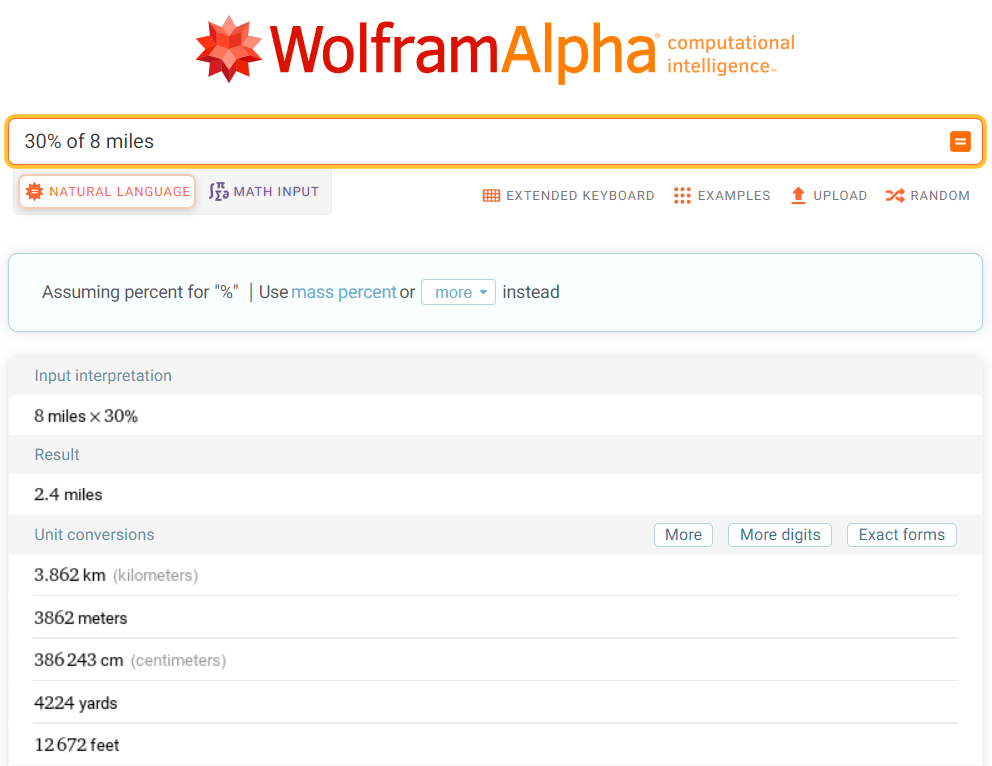 WolframAlpha computational intelligence™
30% of 8 miles
NATURAL LANGUAGE MATH INPUT EXTENDED KEYBOARD EXAMPLES UPLOAD RANDOM
Assuming percent for "%" | Use mass percent or more instead
Input interpretation
8 miles × 30%
Result
2.4 miles
Unit conversions More More digits Exact forms
3.862 km (kilometers)
3862 meters
386 243 cm (centimeters)
4224 yards
12 672 feet